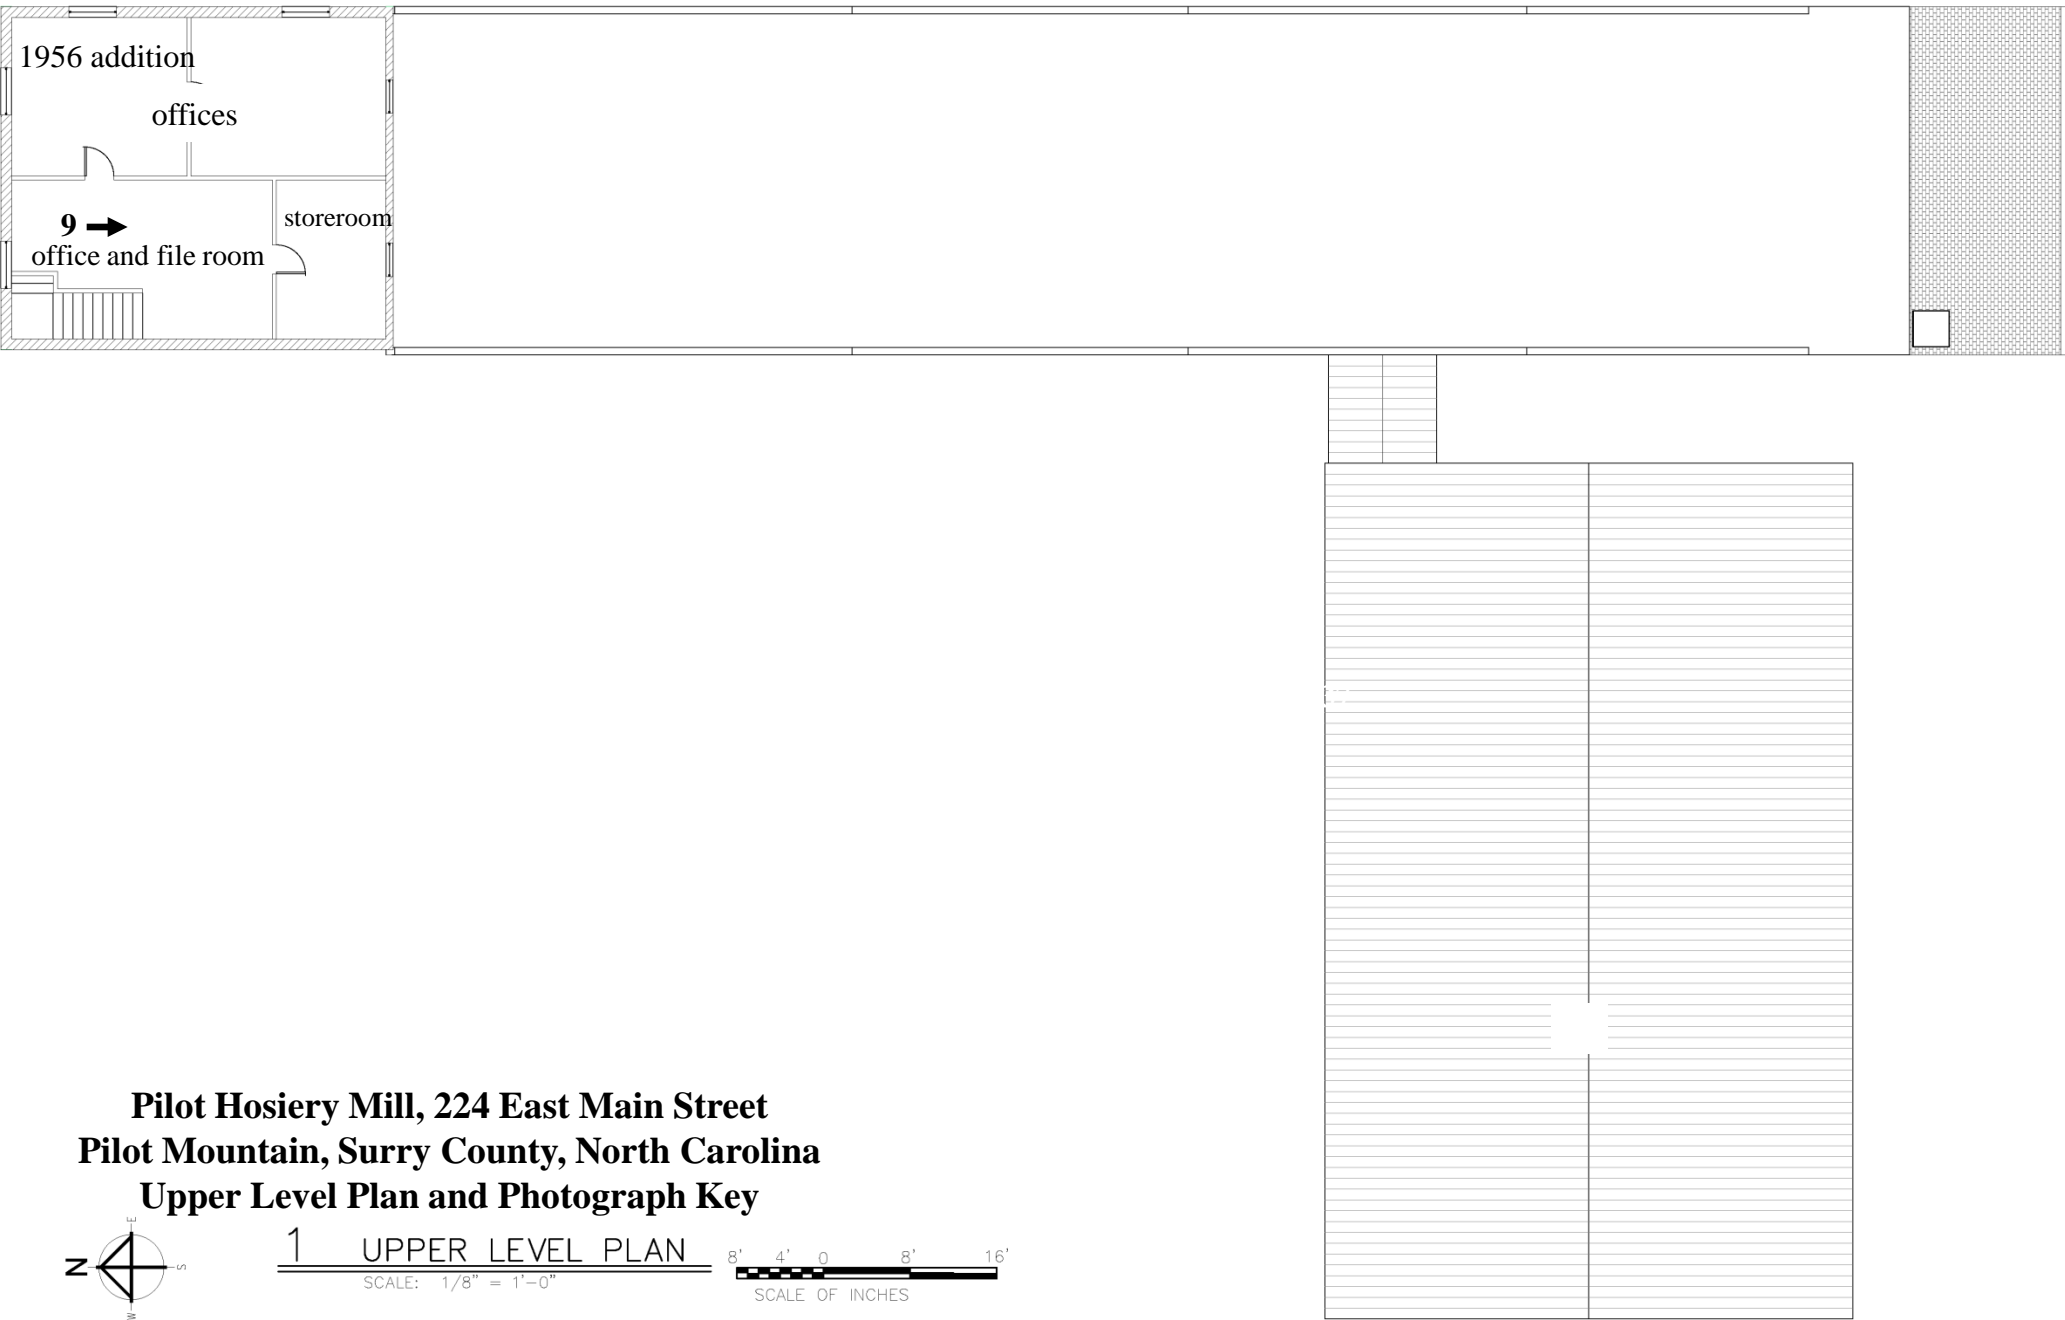 1956 addition
offices
storeroom
9
office and file room
Pilot Hosiery Mill, 224 East Main Street
Pilot Mountain, Surry County, North Carolina
Upper Level Plan and Photograph Key
E
N
S
W
1 UPPER LEVEL PLAN
SCALE: 1/8" = 1'-0"
8' 4' 0 8' 16'
SCALE OF INCHES